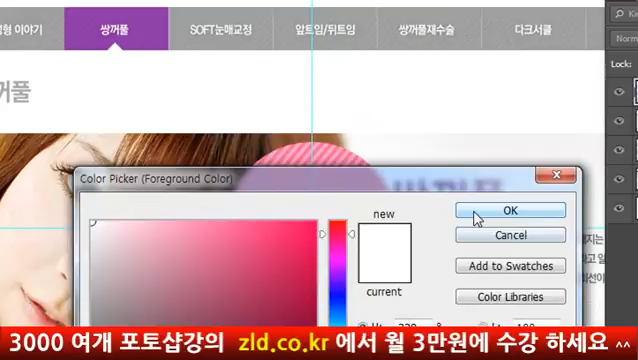 성형 이야기 쌍꺼풀 SOFT눈매교정 앞트임/뒤트임 쌍꺼풀재수술 다크서클
Norm
Lock:
꺼풀
Color Picker (Foreground Color)
new
OK
Cancel
Add to Swatches
current
Color Libraries
3000 여개 포토샵강의 zld.co.kr 에서 월 3만원에 수강 하세요 ^^